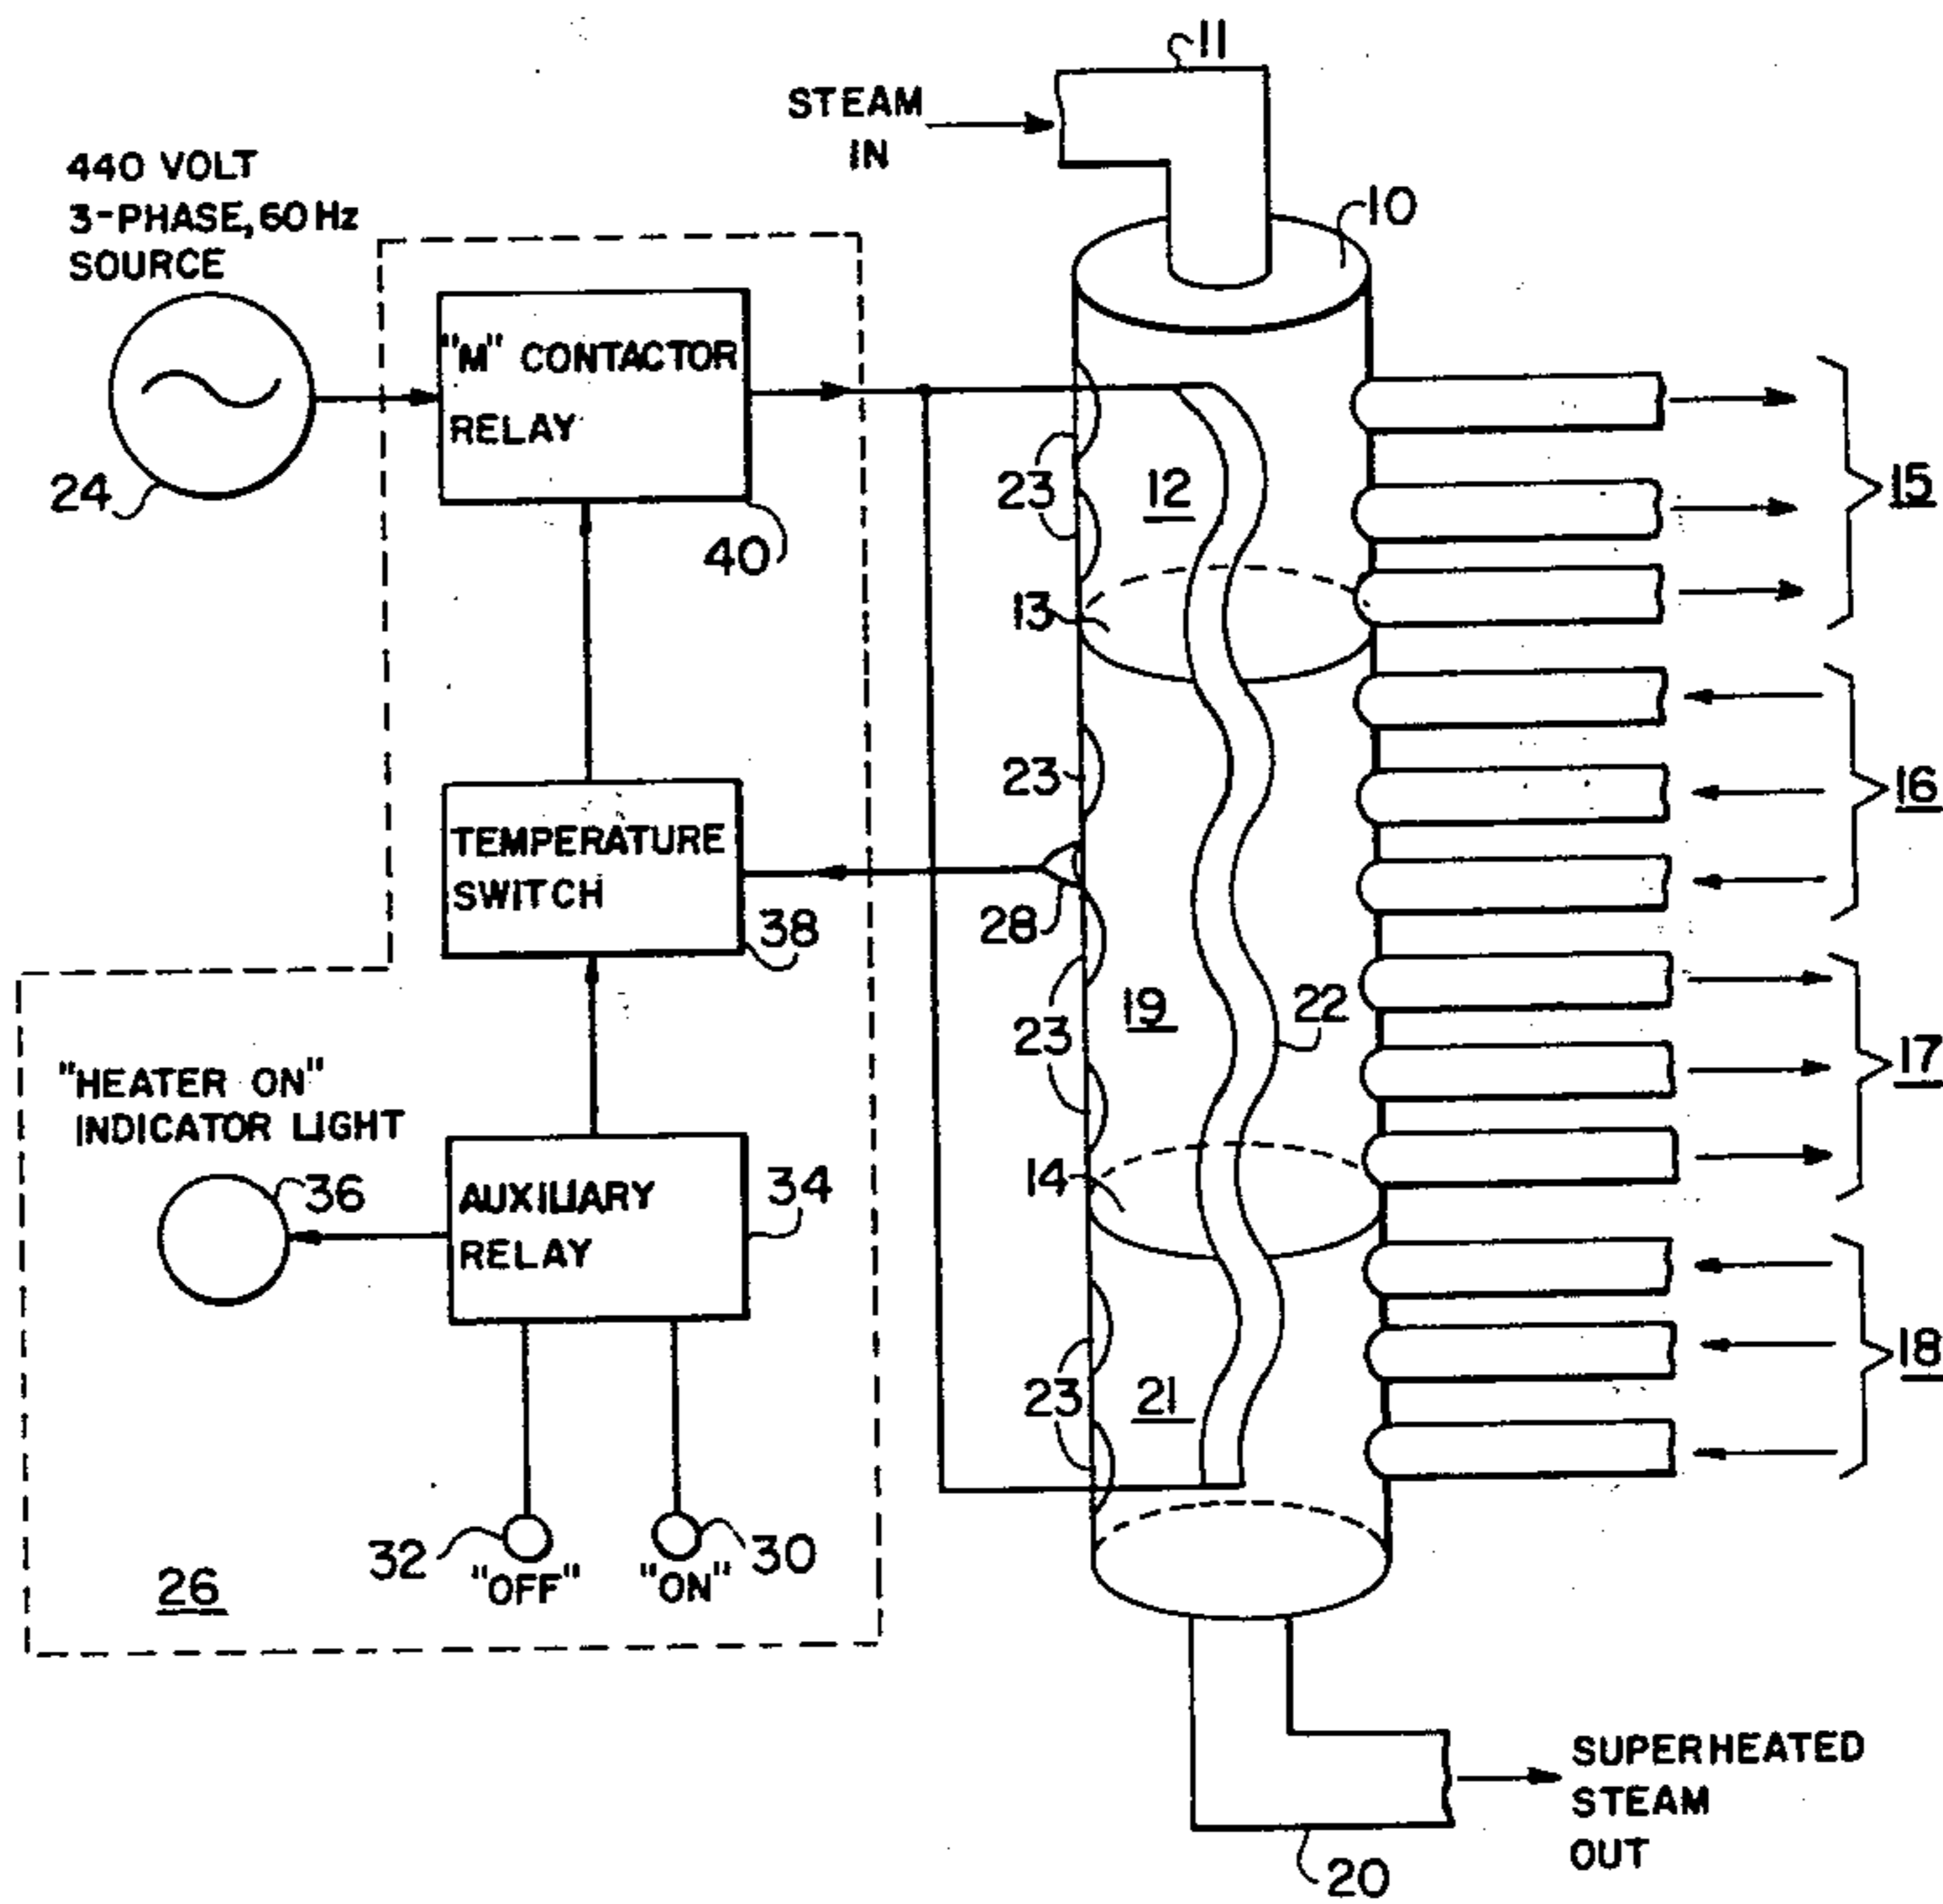 11
STEAM
IN
440 VOLT
3-PHASE, 60 Hz
SOURCE
10
"M" CONTACTOR
RELAY
24
40
23
12
15
13
23
16
TEMPERATURE
SWITCH
38
28
23
19
22
17
"HEATER ON"
INDICATOR LIGHT
36
AUXILIARY
RELAY
34
14
18
23
21
32
"OFF"
"ON"
30
26
SUPERHEATED
STEAM
OUT
20